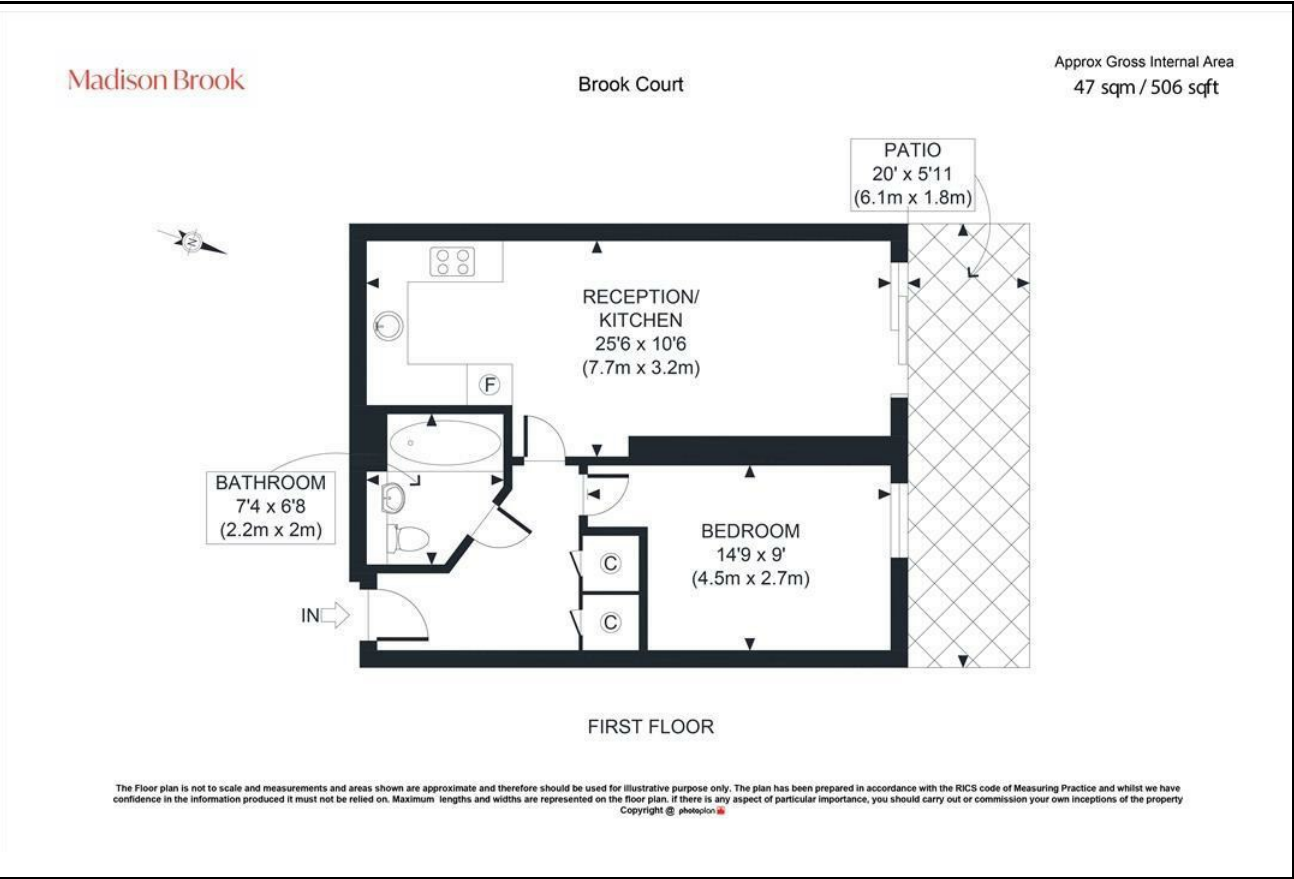 Madison Brook
Brook Court
Approx Gross Internal Area
47 sqm / 506 sqft
PATIO
20' x 5'11
(6.1m x 1.8m)
N
RECEPTION/
KITCHEN
25'6 x 10'6
(7.7m x 3.2m)
F
BATHROOM
7'4 x 6'8
(2.2m x 2m)
BEDROOM
14'9 x 9'
(4.5m x 2.7m)
C
C
IN
FIRST FLOOR
The Floor plan is not to scale and measurements and areas shown are approximate and therefore should be used for illustrative purpose only. The plan has been prepared in accordance with the RICS code of Measuring Practice and whilst we have
confidence in the information produced it must not be relied on. Maximum lengths and widths are represented on the floor plan. if there is any aspect of particular importance, you should carry out or commission your own inceptions of the property
Copyright @ photoplan